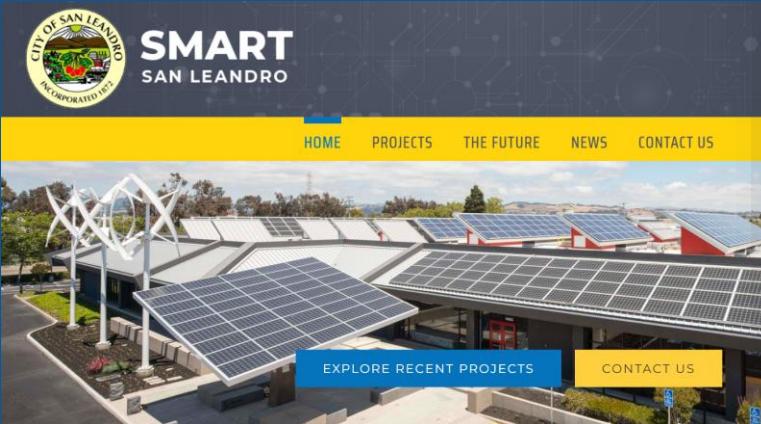 CITY OF SAN LEANDRO
INCORPORATED 1872
SMART
SAN LEANDRO
HOME PROJECTS THE FUTURE NEWS CONTACT US
EXPLORE RECENT PROJECTS CONTACT US